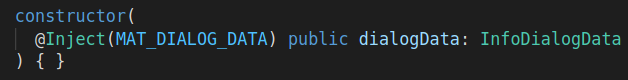 constructor(
@Inject(MAT_DIALOG_DATA) public dialogData: InfoDialogData
) { }